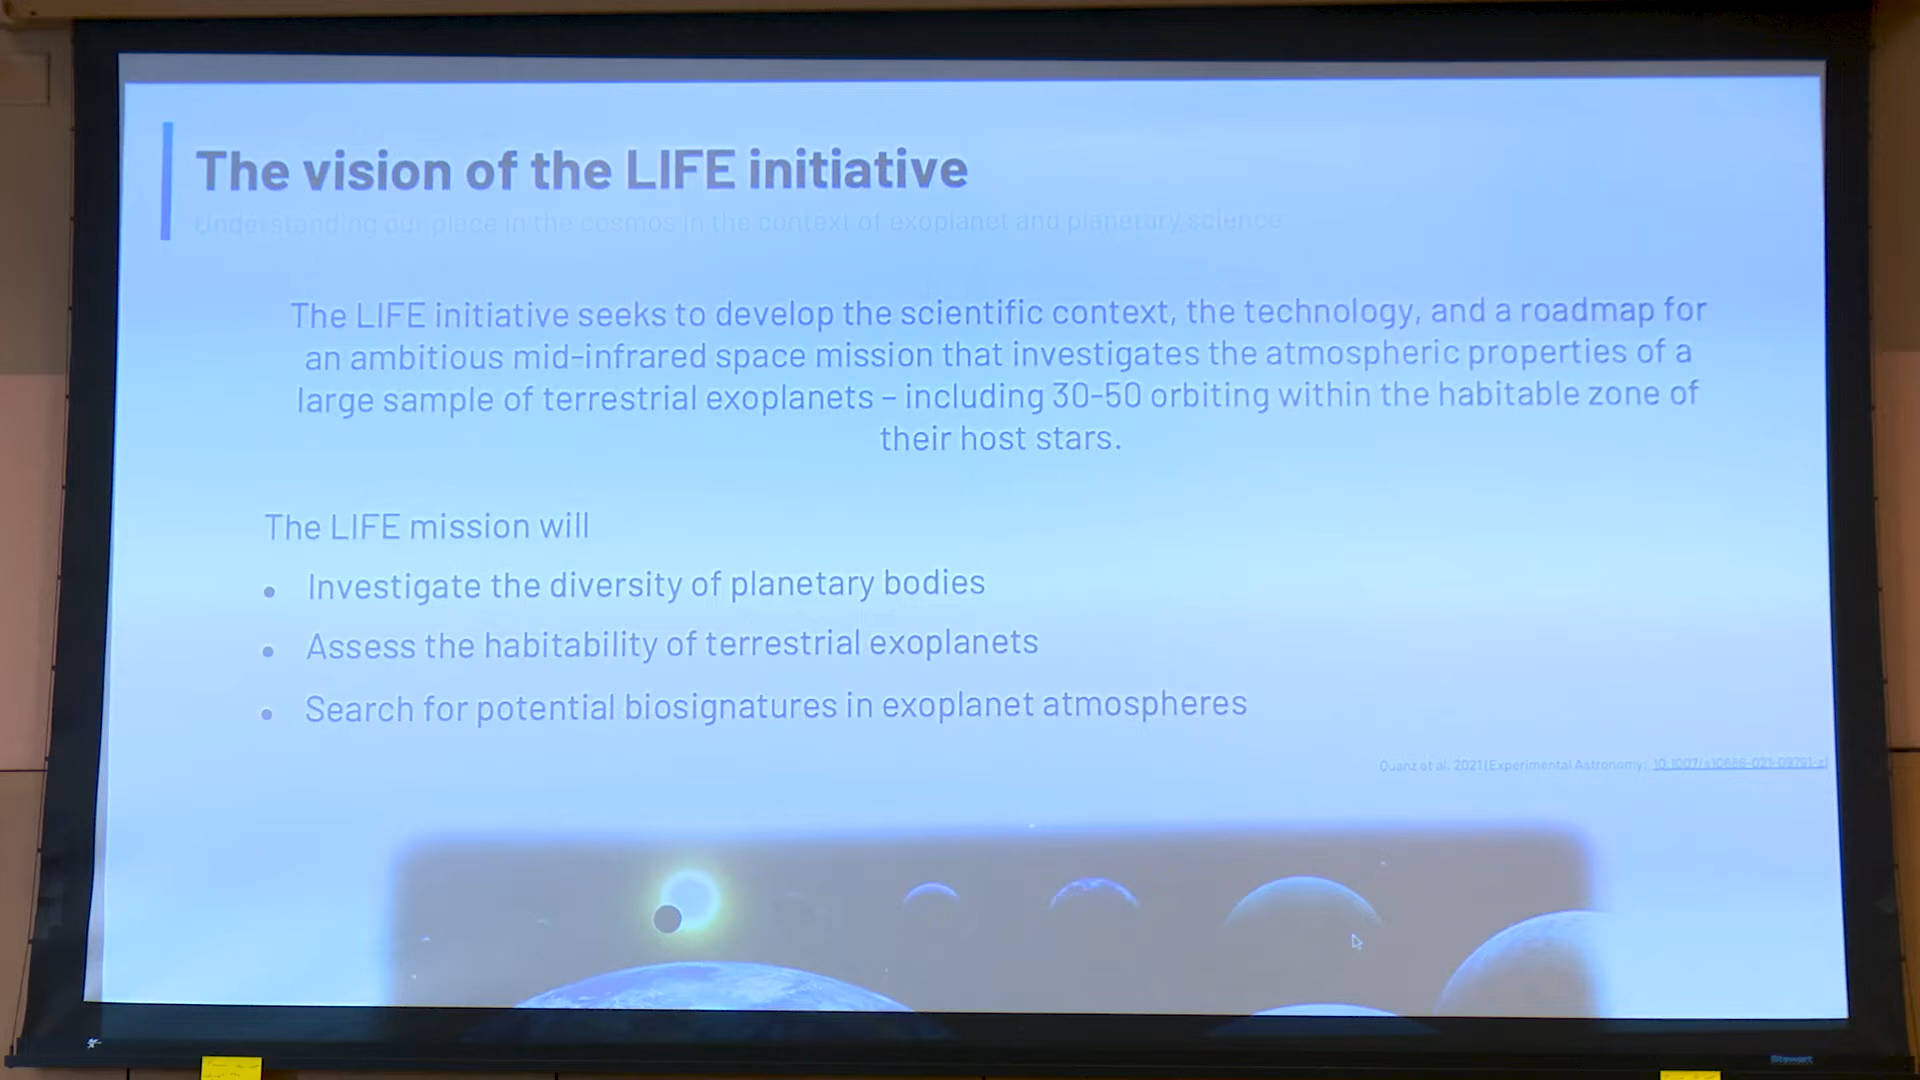 The vision of the LIFE initiative
Understanding our place in the cosmos in the context of exoplanet and planetary science
The LIFE initiative seeks to develop the scientific context, the technology, and a roadmap for
an ambitious mid-infrared space mission that investigates the atmospheric properties of a
large sample of terrestrial exoplanets – including 30-50 orbiting within the habitable zone of
their host stars.
The LIFE mission will
• Investigate the diversity of planetary bodies
• Assess the habitability of terrestrial exoplanets
• Search for potential biosignatures in exoplanet atmospheres
Quanz et al. 2021 (Experimental Astronomy:
Stewart